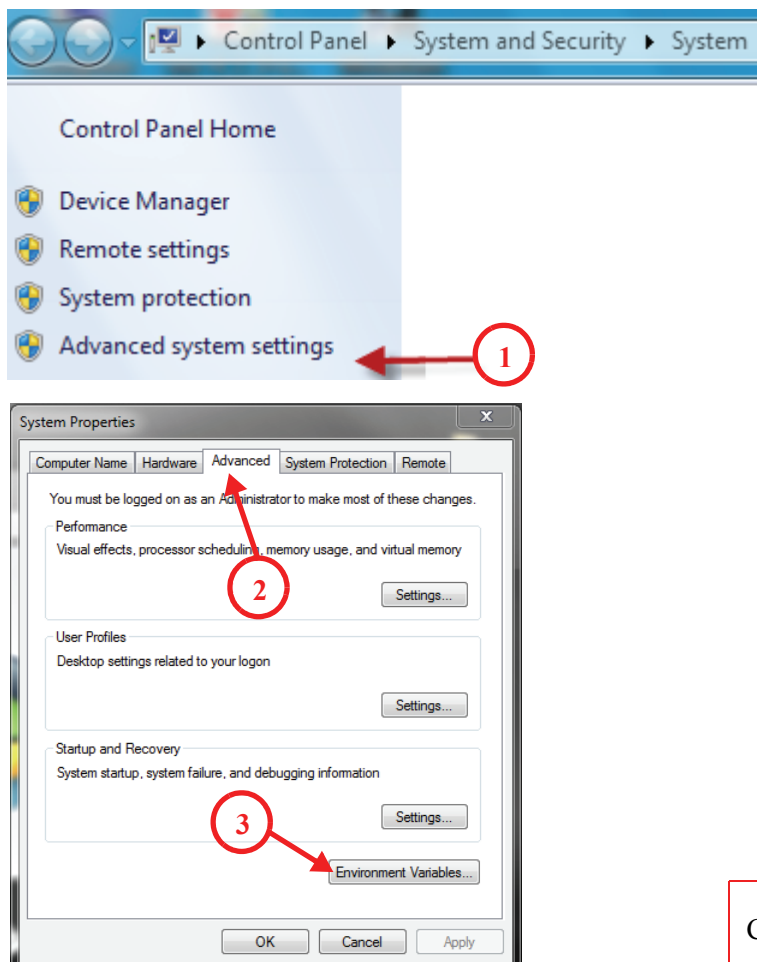 Control Panel ▸ System and Security ▸ System
Control Panel Home
Device Manager
Remote settings
System protection
Advanced system settings
1
System Properties
X
Computer Name Hardware Advanced System Protection Remote
You must be logged on as an Administrator to make most of these changes.
Performance
Visual effects, processor scheduling, memory usage, and virtual memory
2
Settings...
User Profiles
Desktop settings related to your logon
Settings...
Startup and Recovery
System startup, system failure, and debugging information
3
Settings...
Environment Variables...
OK Cancel Apply